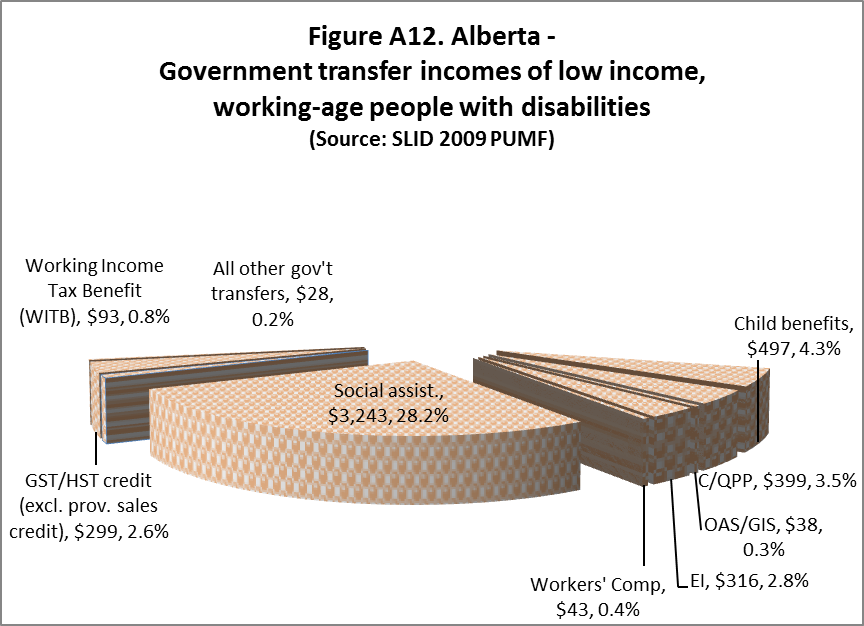 Figure A12. Alberta -
Government transfer incomes of low income,
working-age people with disabilities
(Source: SLID 2009 PUMF)
Working Income
Tax Benefit
(WITB), $93, 0.8%
All other gov't
transfers, $28,
0.2%
Child benefits,
$497, 4.3%
Social assist.,
$3,243, 28.2%
GST/HST credit
(excl. prov. sales
credit), $299, 2.6%
C/QPP, $399, 3.5%
OAS/GIS, $38,
0.3%
EI, $316, 2.8%
Workers' Comp,
$43, 0.4%